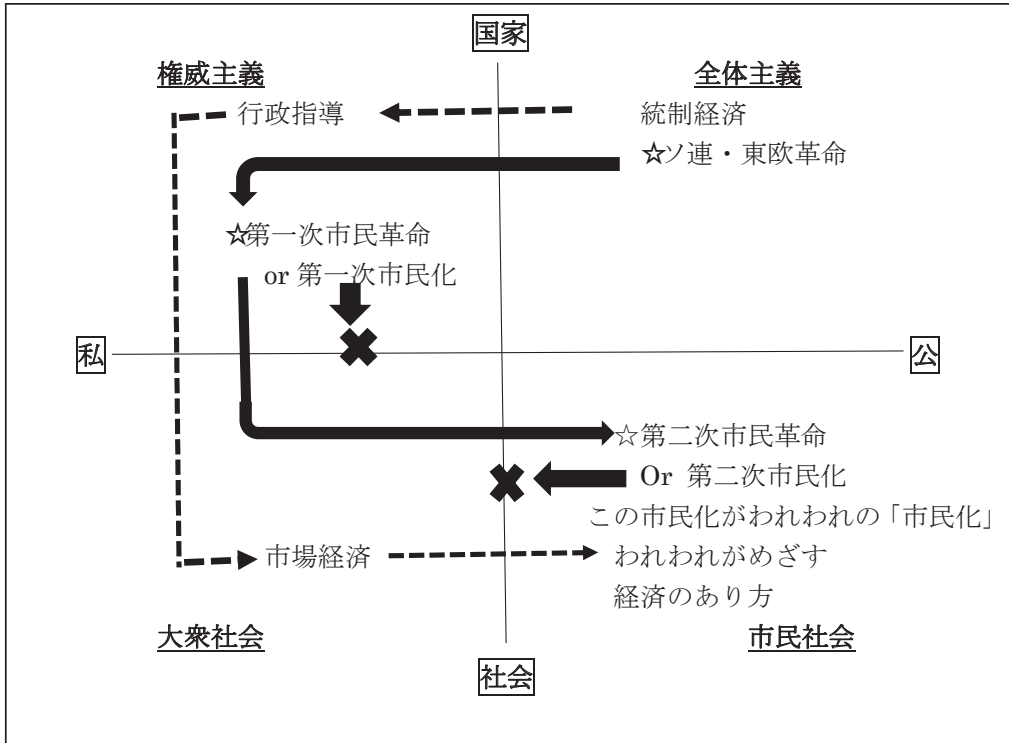 国家
権威主義
全体主義
行政指導
統制経済
☆ソ連・東欧革命
☆第一次市民革命
or 第一次市民化
私
公
☆第二次市民革命
Or 第二次市民化
この市民化がわれわれの「市民化」
市場経済
われわれがめざす
経済のあり方
大衆社会
市民社会
社会